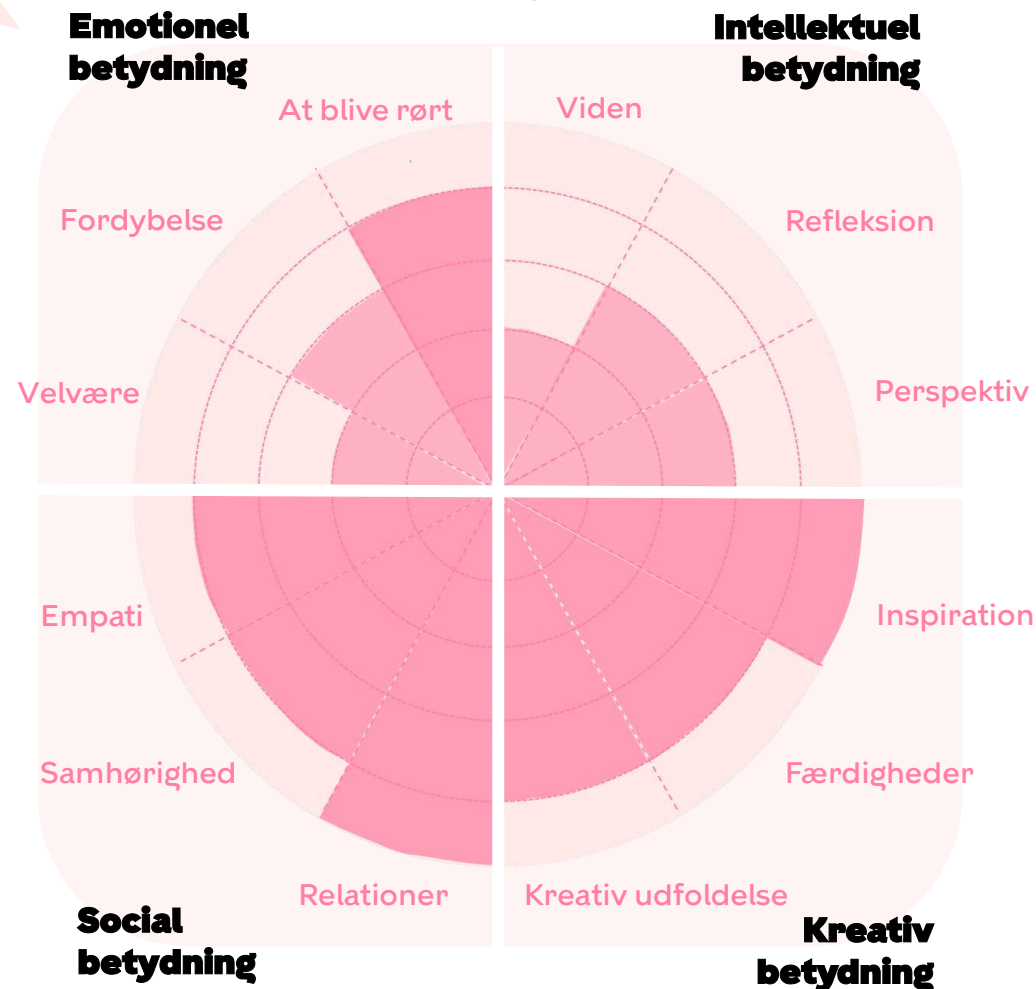 Emotionel
betydning
Intellektuel
betydning
At blive rørt
Viden
Fordybelse
Refleksion
Velvære
Perspektiv
Empati
Inspiration
Samhørighed
Færdigheder
Relationer
Kreativ udfoldelse
Social
betydning
Kreativ
betydning